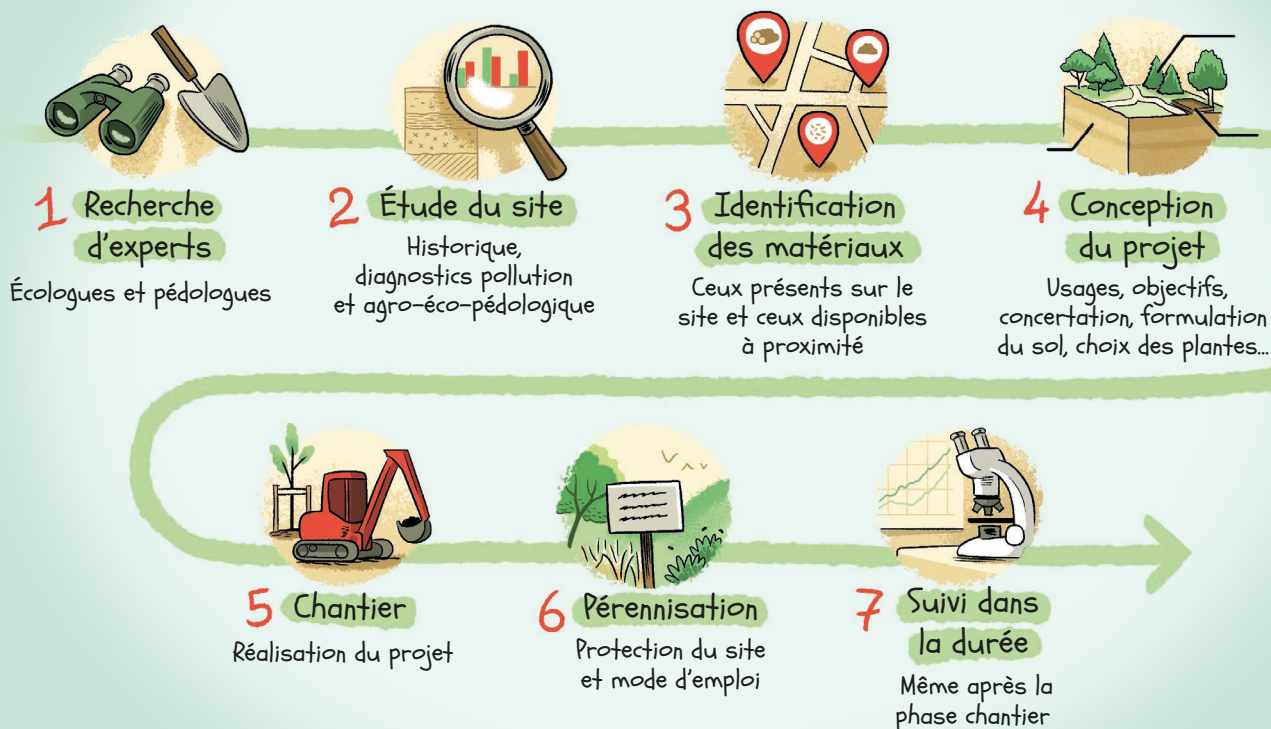 1 Recherche
d'experts
Écologues et pédologues
2 Étude du site
Historique,
diagnostics pollution
et agro-éco-pédologique
3 Identification
des matériaux
Ceux présents sur le
site et ceux disponibles
à proximité
4 Conception
du projet
Usages, objectifs,
concertation, formulation
du sol, choix des plantes...
5 Chantier
Réalisation du projet
6 Pérennisation
Protection du site
et mode d'emploi
7 Suivi dans
la durée
Même après la
phase chantier